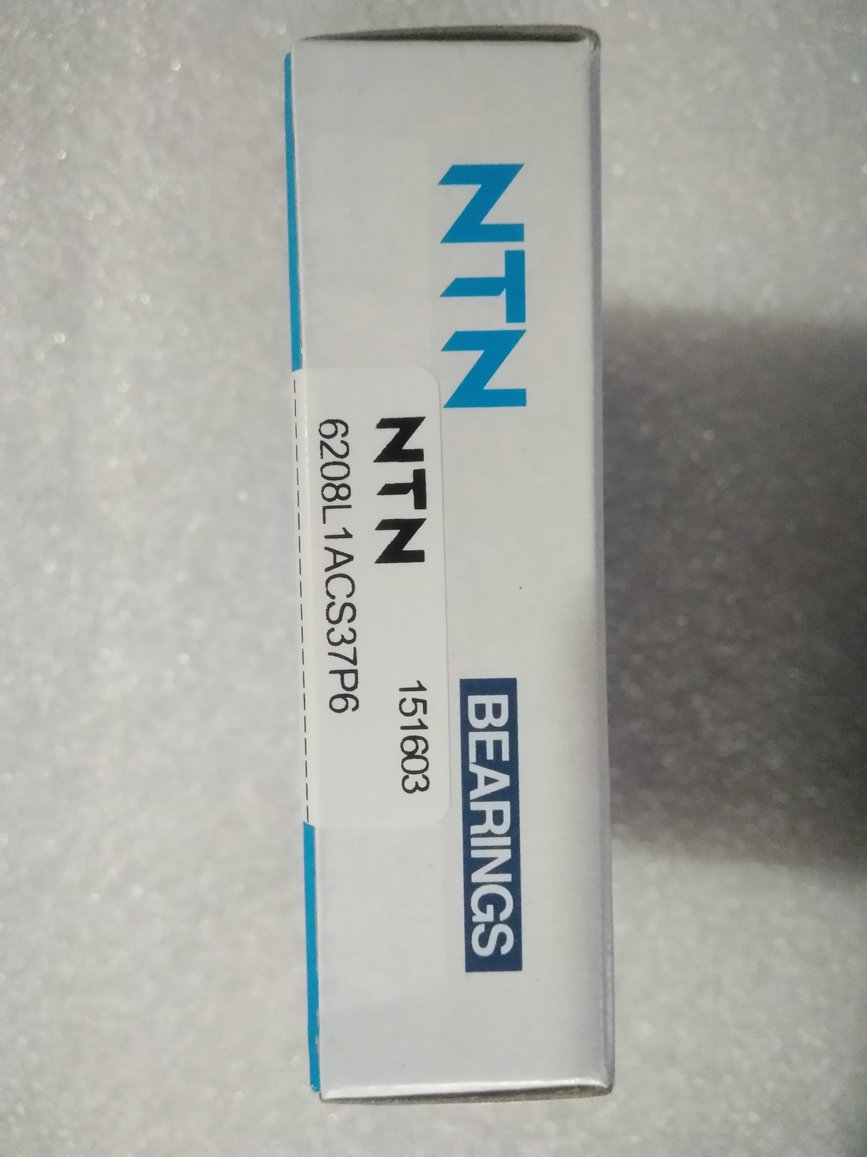 NTN
BEARINGS
NTN
151603
6208L1ACS37P6